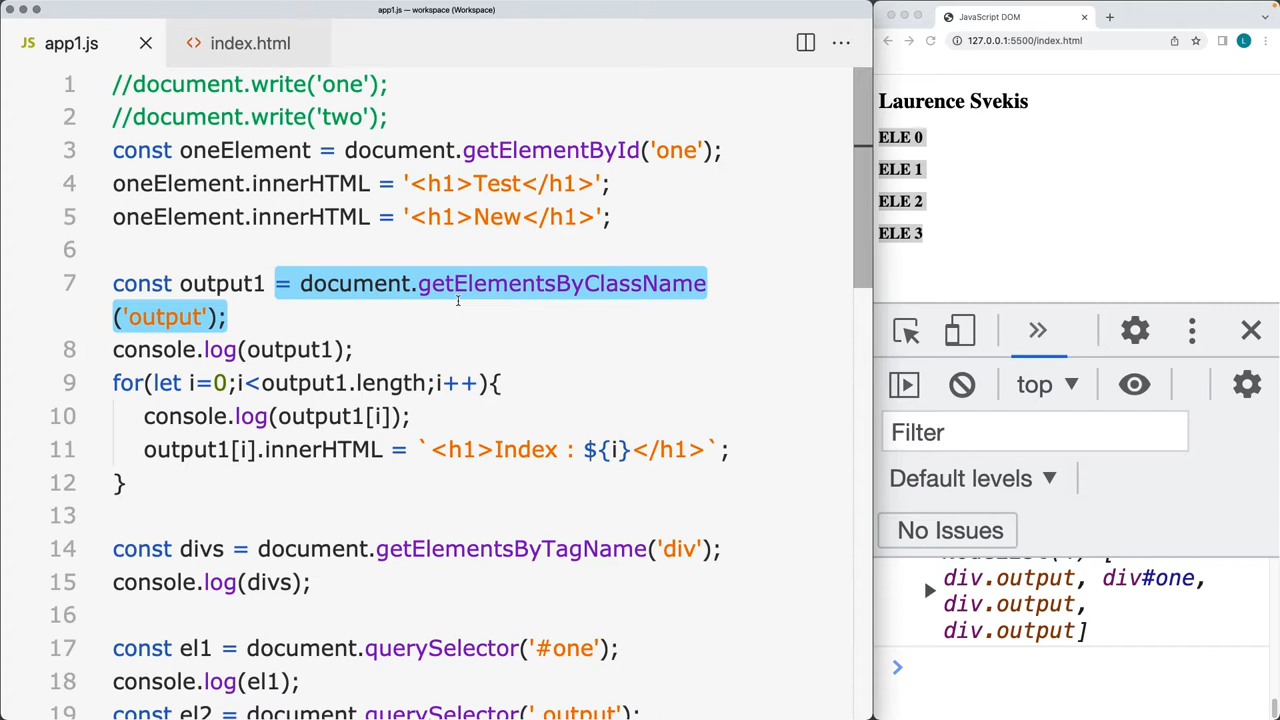 app1.js — workspace (Workspace)
JS app1.js
<> index.html
1 //document.write('one');
2 //document.write('two');
3 const oneElement = document.getElementById('one');
4 oneElement.innerHTML = '<h1>Test</h1>';
5 oneElement.innerHTML = '<h1>New</h1>';
6
7 const output1 = document.getElementsByClassName
('output');
8 console.log(output1);
9 for(let i=0;i<output1.length;i++){
10 console.log(output1[i]);
11 output1[i].innerHTML = `<h1>Index : ${i}</h1>`;
12 }
13
14 const divs = document.getElementsByTagName('div');
15 console.log(divs);
16
17 const el1 = document.querySelector('#one');
18 console.log(el1);
19 const el2 = document.querySelector('.output');
JavaScript DOM
127.0.0.1:5500/index.html
L
Laurence Svekis
ELE 0
ELE 1
ELE 2
ELE 3
top
Filter
Default levels
No Issues
div.output, div#one,
div.output,
div.output]